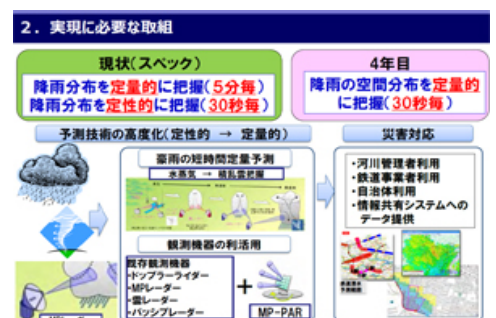 ２．実現に必要な取組
現状(スペック)
降雨分布を定量的に把握(5分毎)
降雨分布を定性的に把握(30秒毎)
4年目
降雨の空間分布を定量的
に把握(30秒毎)
予測技術の高度化(定性的 → 定量的)
災害対応
豪雨の短時間定量予測
水蒸気 → 積乱雲把握
観測機器の利活用
既存観測機器
・ドップラーライダー
・MPレーダー
・雲レーダー
・パッシブレーダー
+
MP-PAR
・河川管理者利用
・鉄道事業者利用
・自治体利用
・情報共有システムへの
データ提供